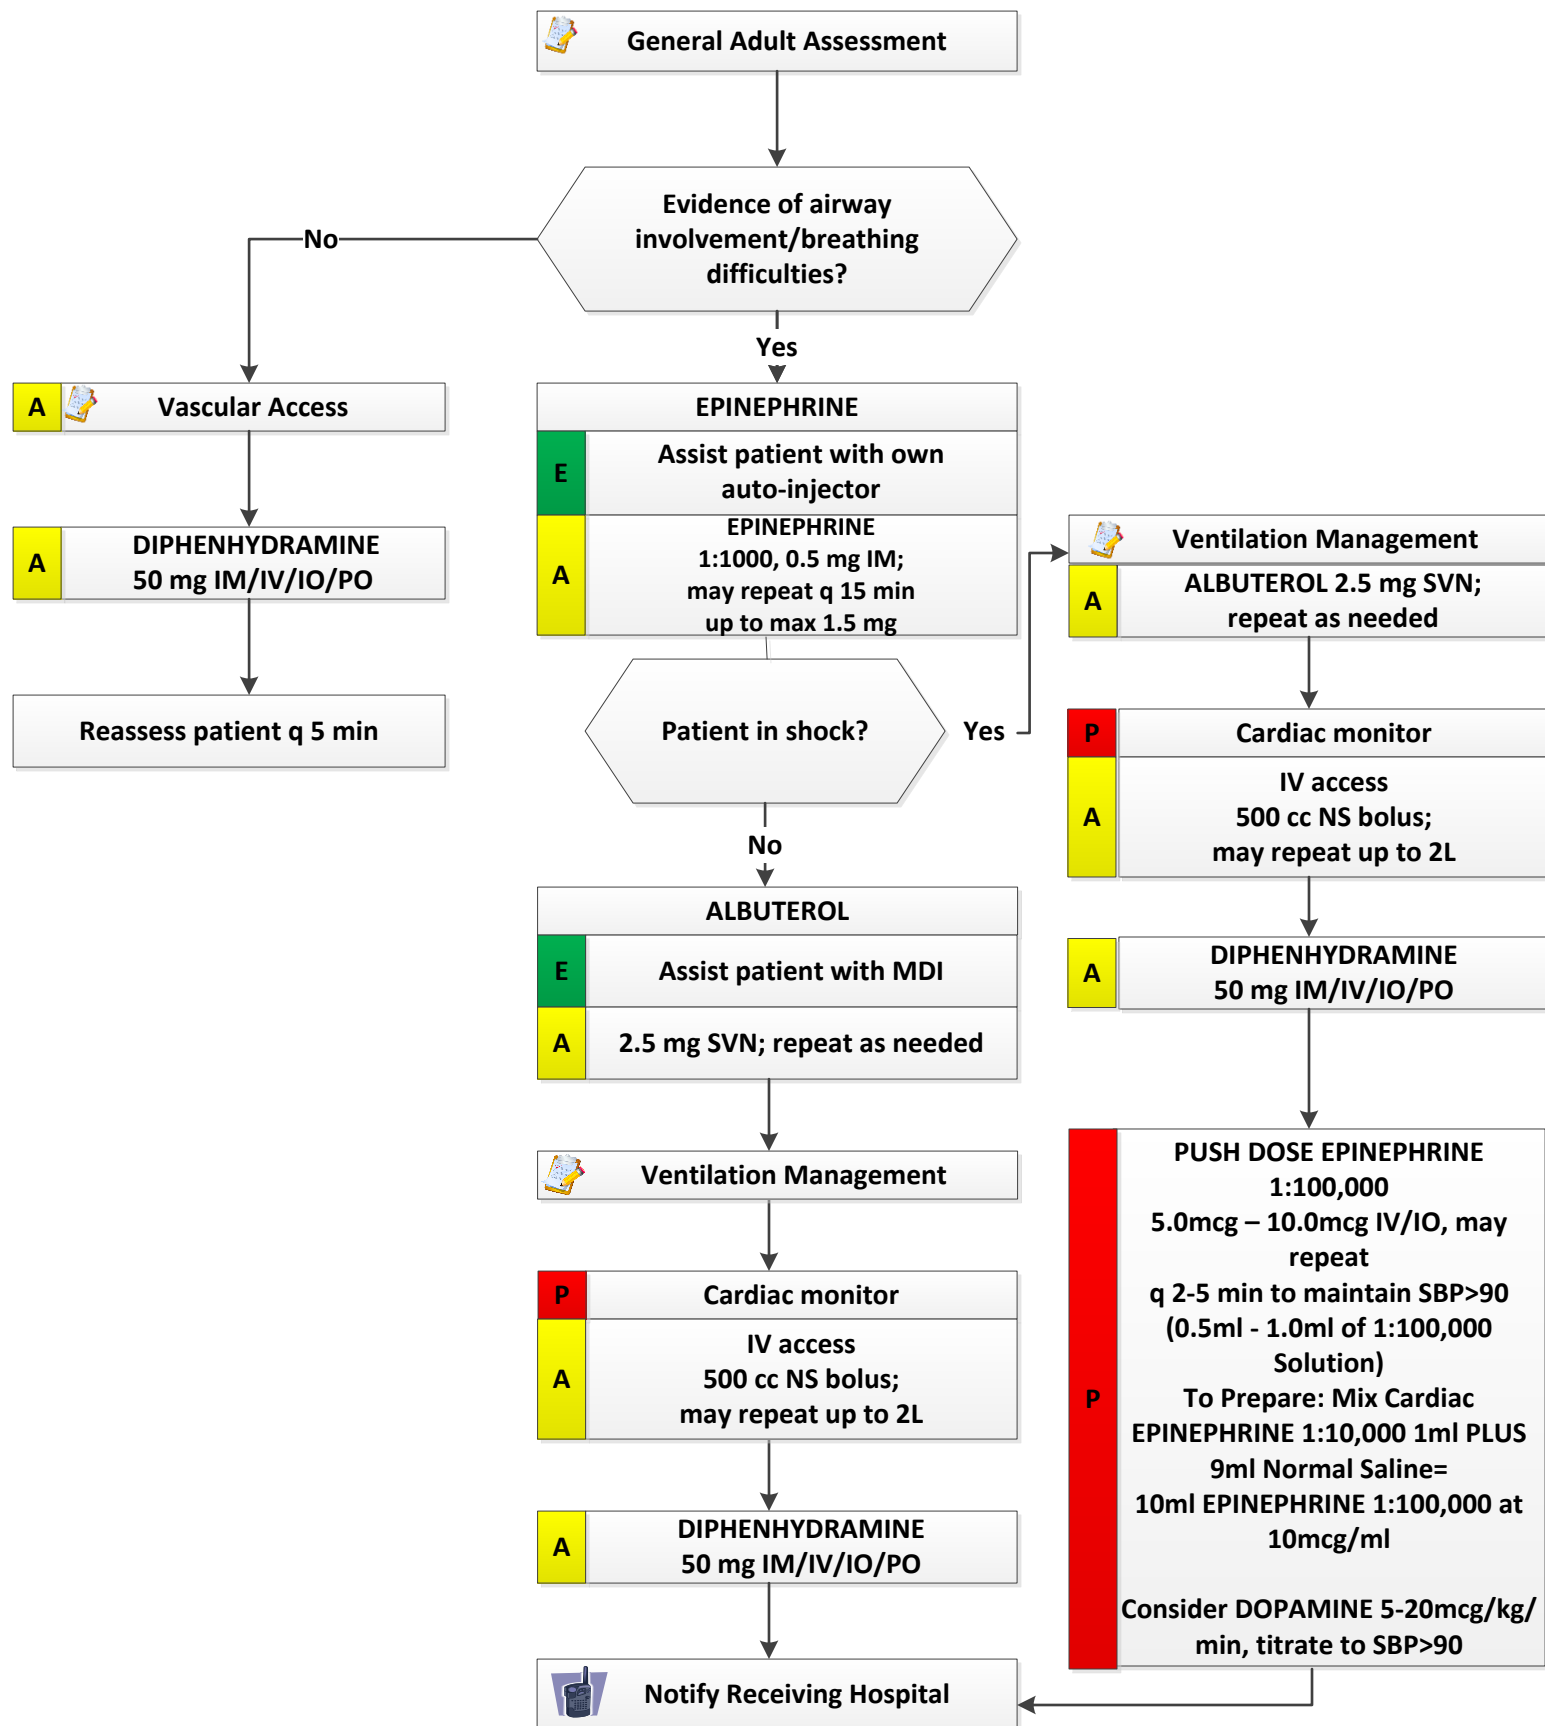 General Adult Assessment
Evidence of airway
involvement/breathing
difficulties?
No
Yes
A
Vascular Access
A
DIPHENHYDRAMINE
50 mg IM/IV/IO/PO
Reassess patient q 5 min
EPINEPHRINE
E
Assist patient with own
auto-injector
A
EPINEPHRINE
1:1000, 0.5 mg IM;
may repeat q 15 min
up to max 1.5 mg
Patient in shock?
Yes
No
ALBUTEROL
E
Assist patient with MDI
A
2.5 mg SVN; repeat as needed
Ventilation Management
P
Cardiac monitor
A
IV access
500 cc NS bolus;
may repeat up to 2L
A
DIPHENHYDRAMINE
50 mg IM/IV/IO/PO
Ventilation Management
A
ALBUTEROL 2.5 mg SVN;
repeat as needed
P
Cardiac monitor
A
IV access
500 cc NS bolus;
may repeat up to 2L
A
DIPHENHYDRAMINE
50 mg IM/IV/IO/PO
P
PUSH DOSE EPINEPHRINE
1:100,000
5.0mcg – 10.0mcg IV/IO, may
repeat
q 2-5 min to maintain SBP>90
(0.5ml - 1.0ml of 1:100,000
Solution)
To Prepare: Mix Cardiac
EPINEPHRINE 1:10,000 1ml PLUS
9ml Normal Saline=
10ml EPINEPHRINE 1:100,000 at
10mcg/ml
Consider DOPAMINE 5-20mcg/kg/
min, titrate to SBP>90
Notify Receiving Hospital